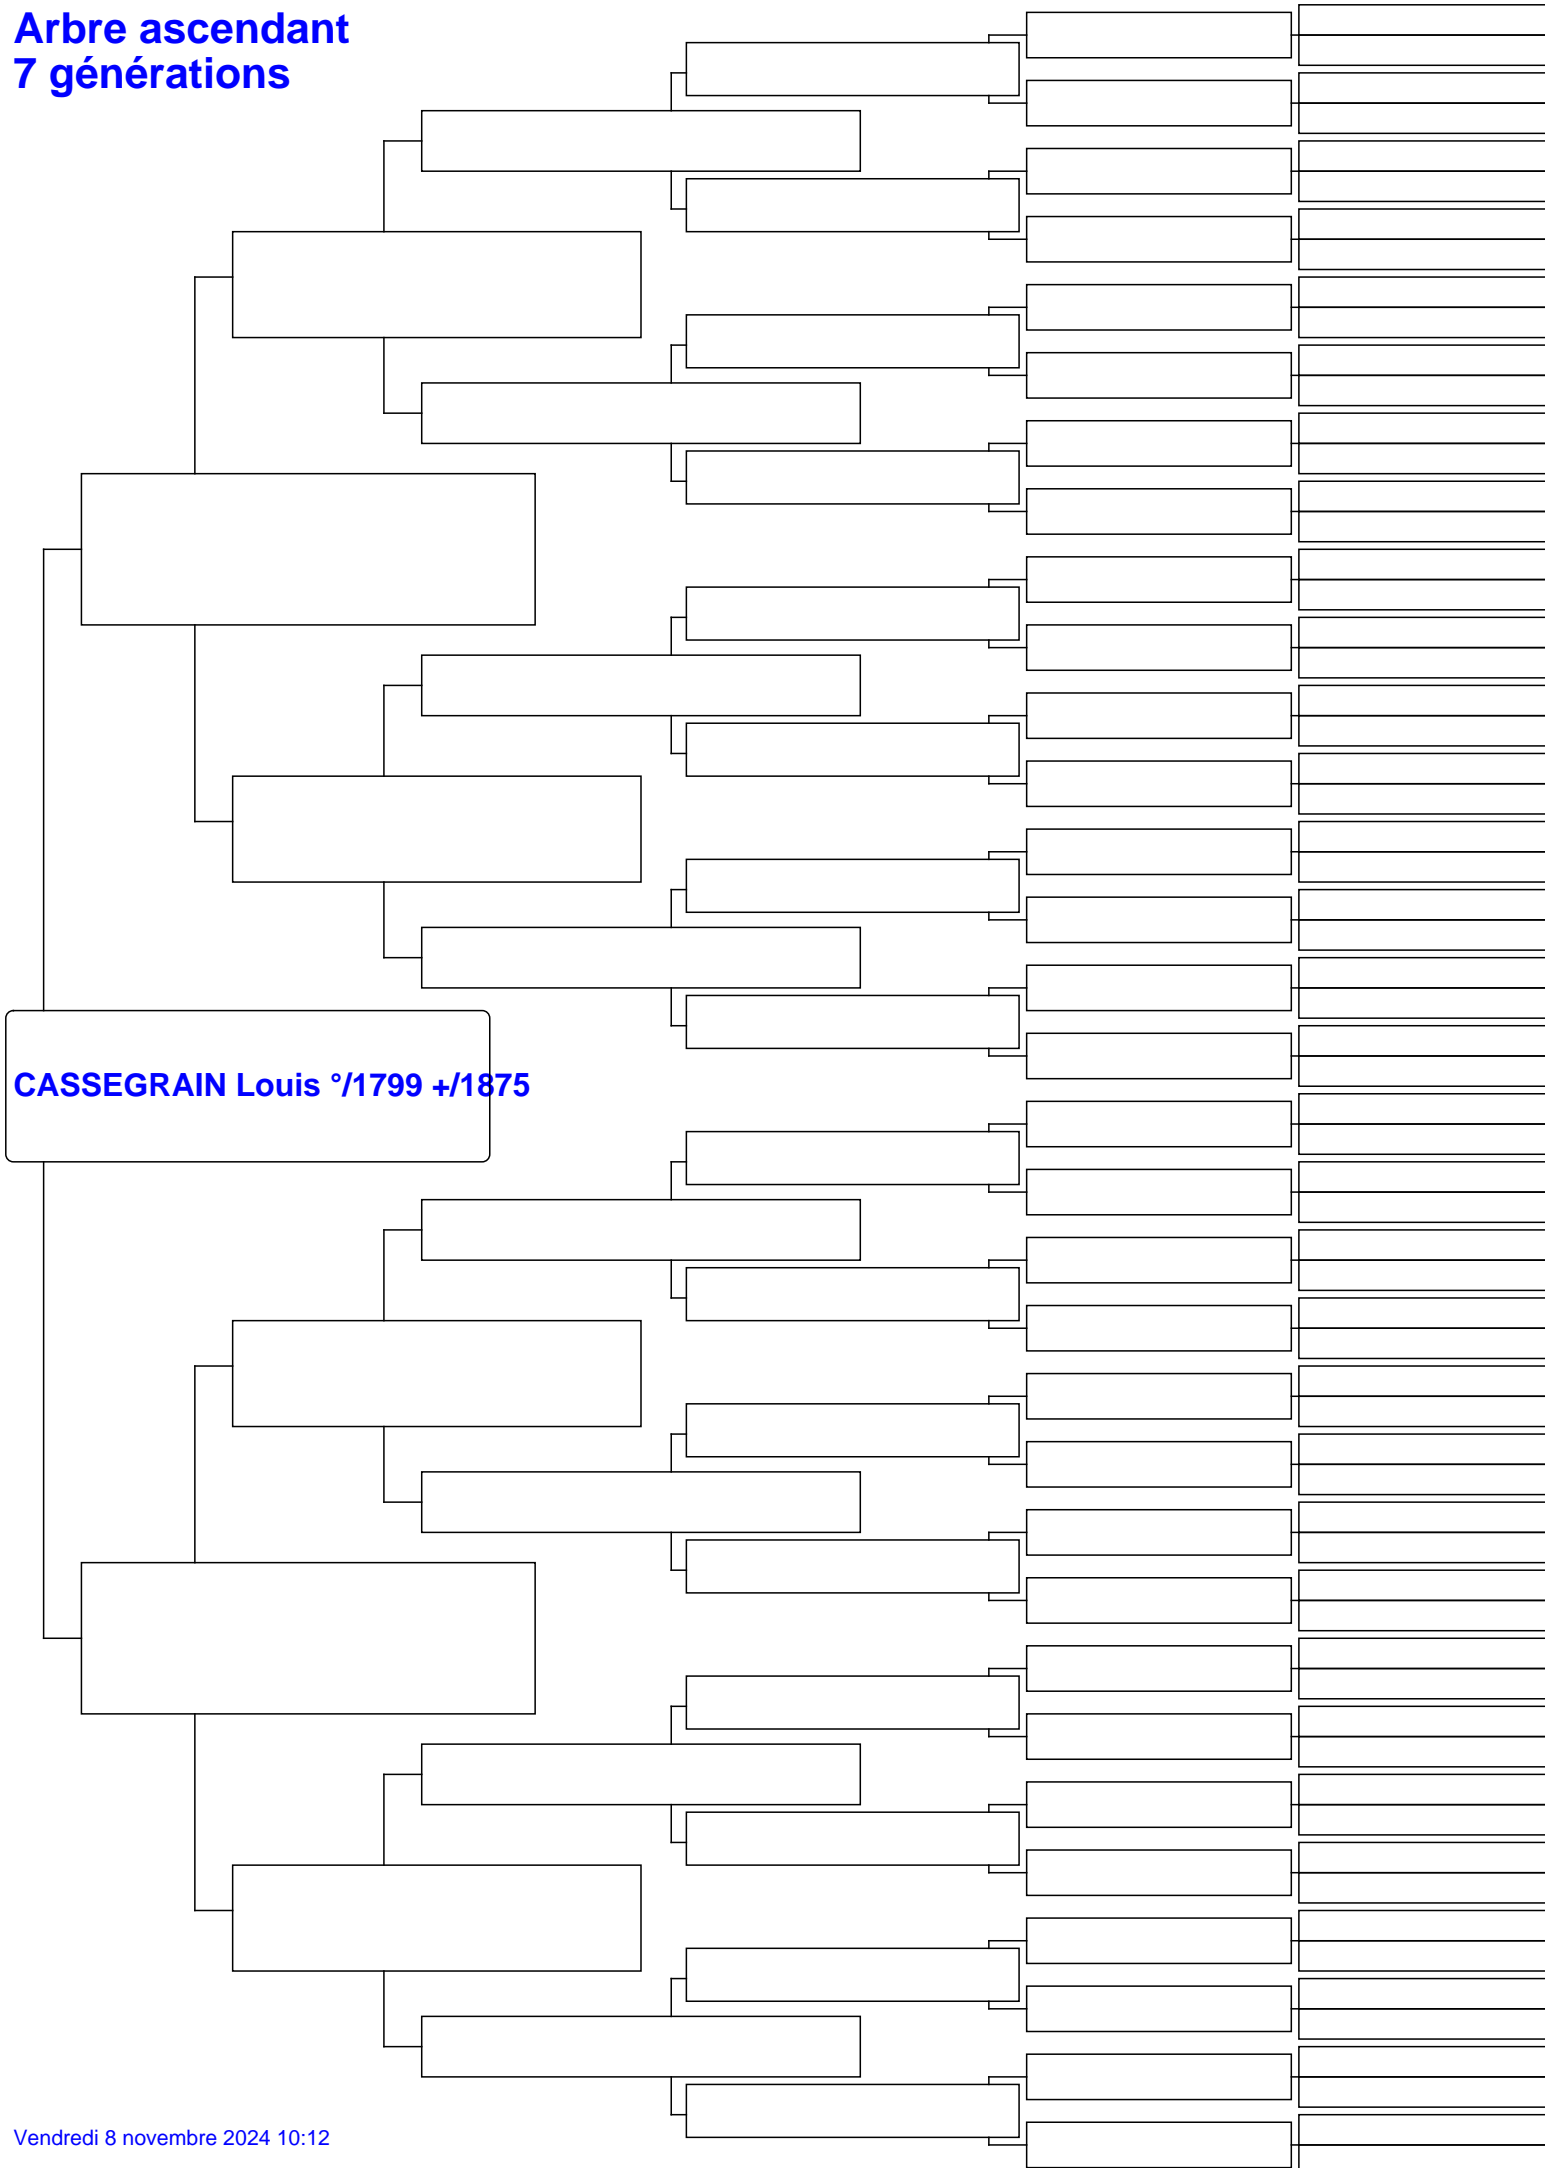 Arbre ascendant
7 générations
CASSEGRAIN Louis °/1799 +/1875
Vendredi 8 novembre 2024 10:12